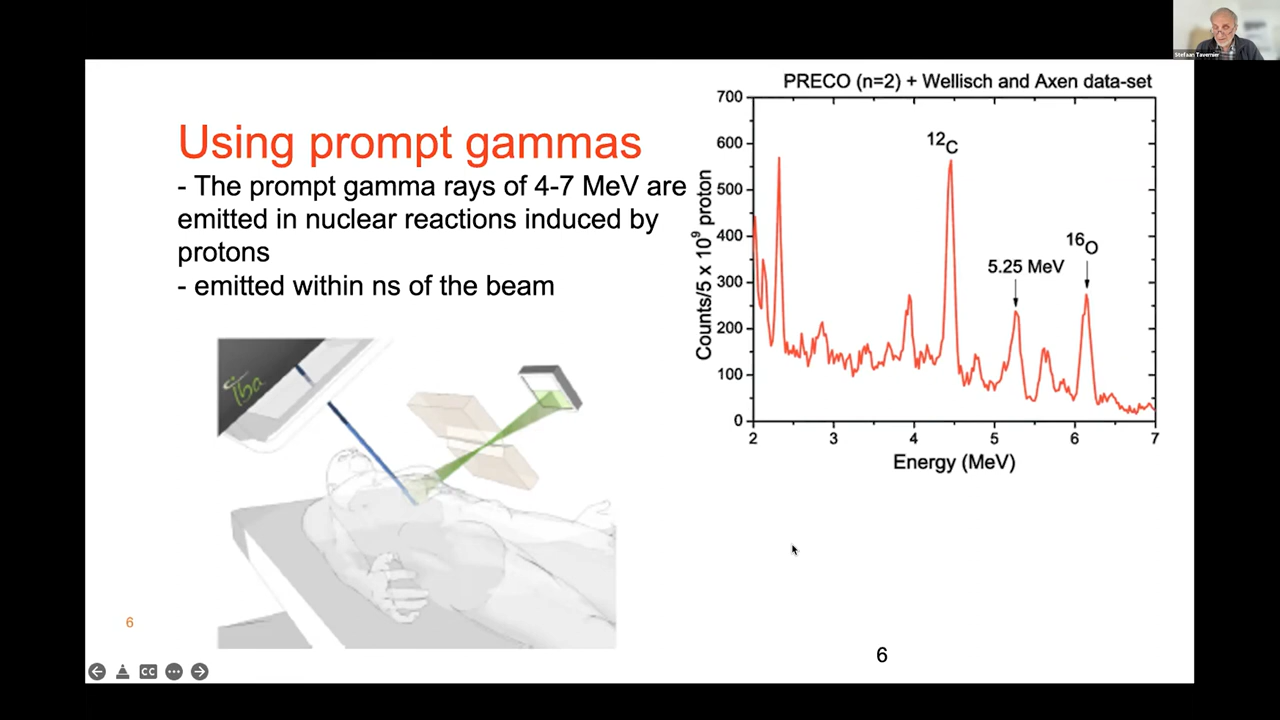 Stefaan Tavernier
Using prompt gammas
- The prompt gamma rays of 4-7 MeV are
emitted in nuclear reactions induced by
protons
- emitted within ns of the beam
iba
PRECO (n=2) + Wellisch and Axen data-set
Counts/5 x 10⁹ proton
700
600
500
400
300
200
100
0
¹²C
5.25 MeV
¹⁶O
2 3 4 5 6 7
Energy (MeV)
6
6
CC